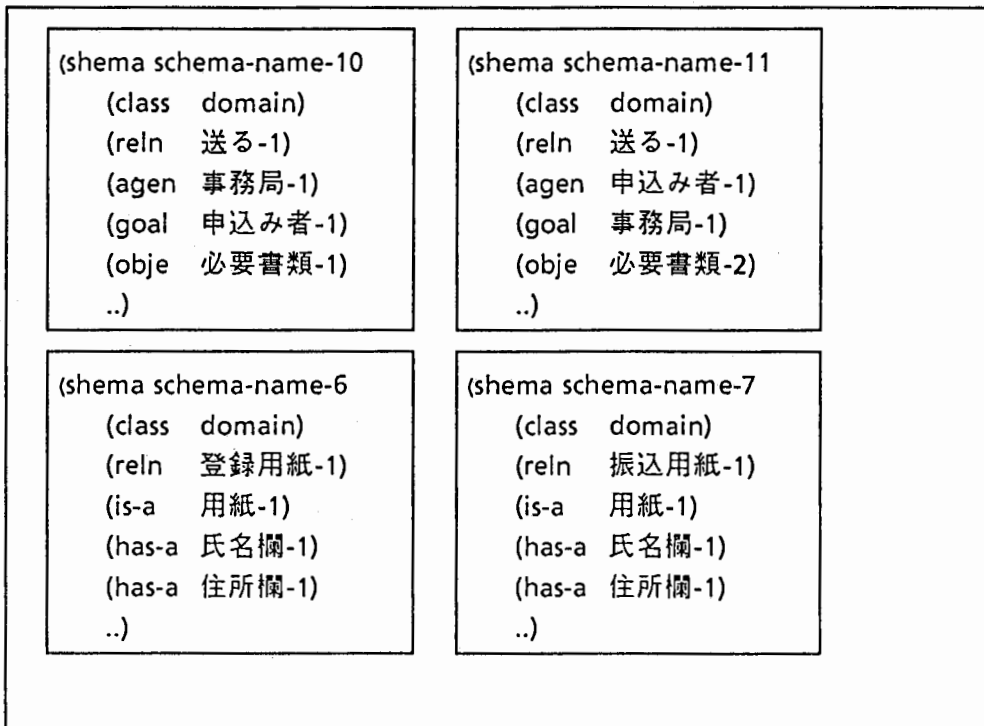 (shema schema-name-10
(class domain)
(reln 送る-1)
(agen 事務局-1)
(goal 申込み者-1)
(obje 必要書類-1)
..)
(shema schema-name-11
(class domain)
(reln 送る-1)
(agen 申込み者-1)
(goal 事務局-1)
(obje 必要書類-2)
..)
(shema schema-name-6
(class domain)
(reln 登録用紙-1)
(is-a 用紙-1)
(has-a 氏名欄-1)
(has-a 住所欄-1)
..)
(shema schema-name-7
(class domain)
(reln 振込用紙-1)
(is-a 用紙-1)
(has-a 氏名欄-1)
(has-a 住所欄-1)
..)